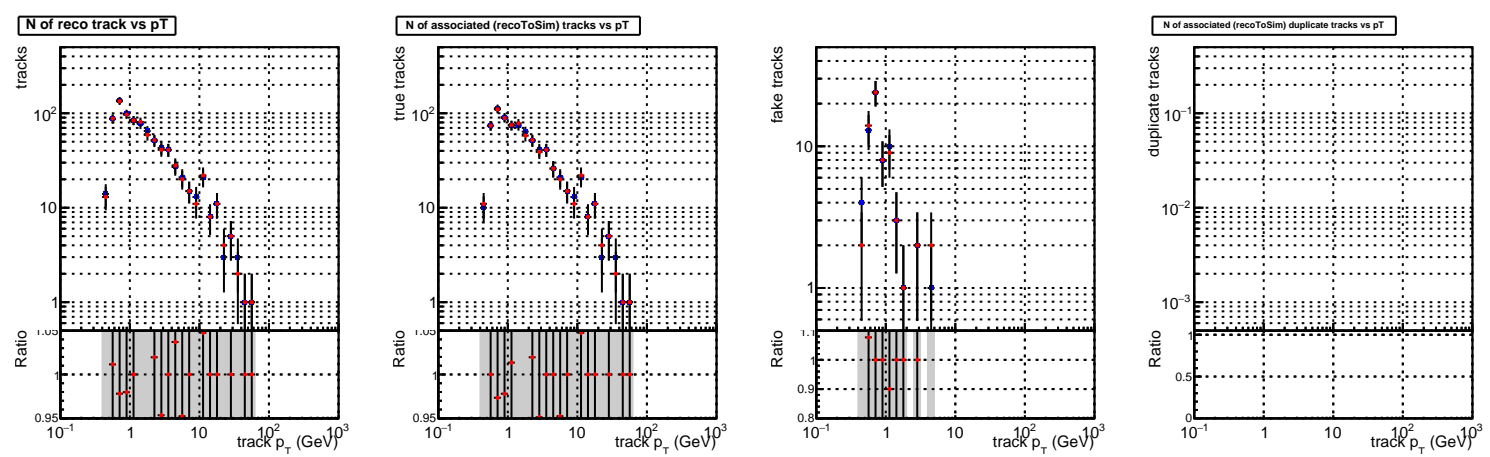 N of reco track vs pT
tracks
10²
10
1
Ratio
1.05
1
0.95
10⁻¹ 1 10 10² 10³
track p_T (GeV)
N of associated (recoToSim) tracks vs pT
true tracks
10²
10
1
Ratio
1.05
1
0.95
10⁻¹ 1 10 10² 10³
track p_T (GeV)
fake tracks
10
1
Ratio
1.1
1
0.9
0.8
10⁻¹ 1 10 10² 10³
track p_T (GeV)
N of associated (recoToSim) duplicate tracks vs pT
duplicate tracks
10⁻¹
10⁻²
10⁻³
Ratio
1
0.5
0
10⁻¹ 1 10 10² 10³
track p_T (GeV)